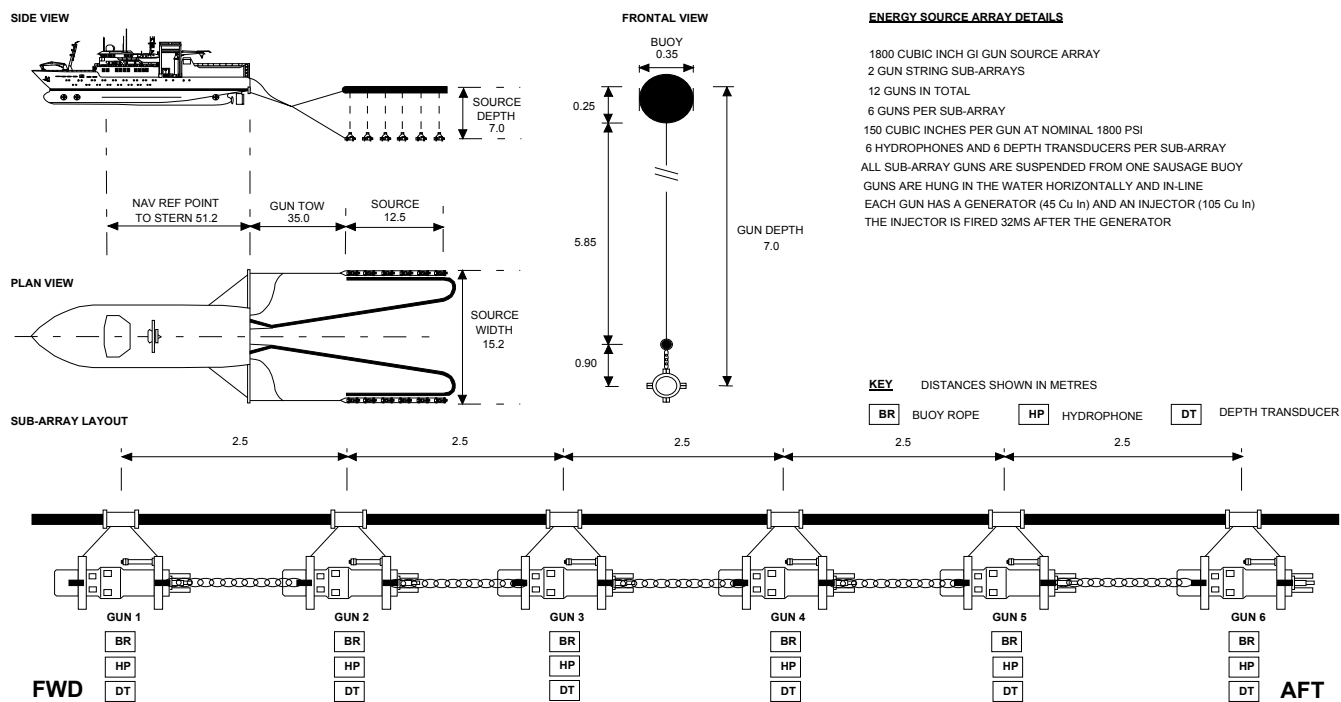 SIDE VIEW
SOURCE
DEPTH
7.0
NAV REF POINT
TO STERN 51.2
GUN TOW
35.0
SOURCE
12.5
PLAN VIEW
SOURCE
WIDTH
15.2
FRONTAL VIEW
BUOY
0.35
0.25
5.85
GUN DEPTH
7.0
0.90
ENERGY SOURCE ARRAY DETAILS
1800 CUBIC INCH GI GUN SOURCE ARRAY
2 GUN STRING SUB-ARRAYS
12 GUNS IN TOTAL
6 GUNS PER SUB-ARRAY
150 CUBIC INCHES PER GUN AT NOMINAL 1800 PSI
6 HYDROPHONES AND 6 DEPTH TRANSDUCERS PER SUB-ARRAY
ALL SUB-ARRAY GUNS ARE SUSPENDED FROM ONE SAUSAGE BUOY
GUNS ARE HUNG IN THE WATER HORIZONTALLY AND IN-LINE
EACH GUN HAS A GENERATOR (45 Cu In) AND AN INJECTOR (105 Cu In)
THE INJECTOR IS FIRED 32MS AFTER THE GENERATOR
KEY DISTANCES SHOWN IN METRES
BR BUOY ROPE HP HYDROPHONE DT DEPTH TRANSDUCER
SUB-ARRAY LAYOUT
2.5 2.5 2.5 2.5 2.5
GUN 1 GUN 2 GUN 3 GUN 4 GUN 5 GUN 6
BR BR BR BR BR BR
HP HP HP HP HP HP
FWD DT DT DT DT DT DT AFT